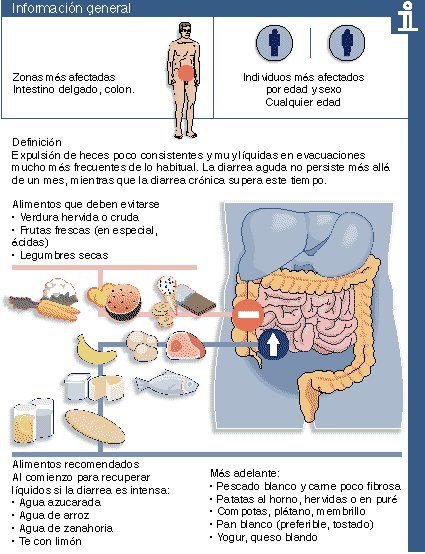 Información general
i
Zonas más afectadas
Intestino delgado, colon.
Individuos más afectados
por edad y sexo
Cualquier edad
Definición
Expulsión de heces poco consistentes y muy líquidas en evacuaciones
mucho más frecuentes de lo habitual. La diarrea aguda no persiste más allá
de un mes, mientras que la diarrea crónica supera este tiempo.
Alimentos que deben evitarse
• Verdura hervida o cruda
• Frutas frescas (en especial,
ácidas)
• Legumbres secas
Alimentos recomendados
Al comienzo para recuperar
líquidos si la diarrea es intensa:
• Agua azucarada
• Agua de arroz
• Agua de zanahoria
• Te con limón
Más adelante:
• Pescado blanco y carne poco fibrosa
• Patatas al horno, hervidas o en puré
• Compotas, plátano, membrillo
• Pan blanco (preferible, tostado)
• Yogur, queso blando